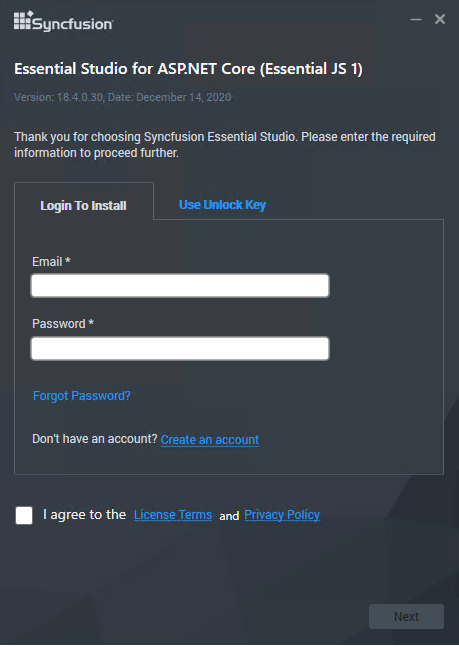 Syncfusion
Essential Studio for ASP.NET Core (Essential JS 1)
Version: 18.4.0.30, Date: December 14, 2020
Thank you for choosing Syncfusion Essential Studio. Please enter the required
information to proceed further.
Login To Install
Use Unlock Key
Email *
Password *
Forgot Password?
Don't have an account? Create an account
I agree to the License Terms and Privacy Policy
Next